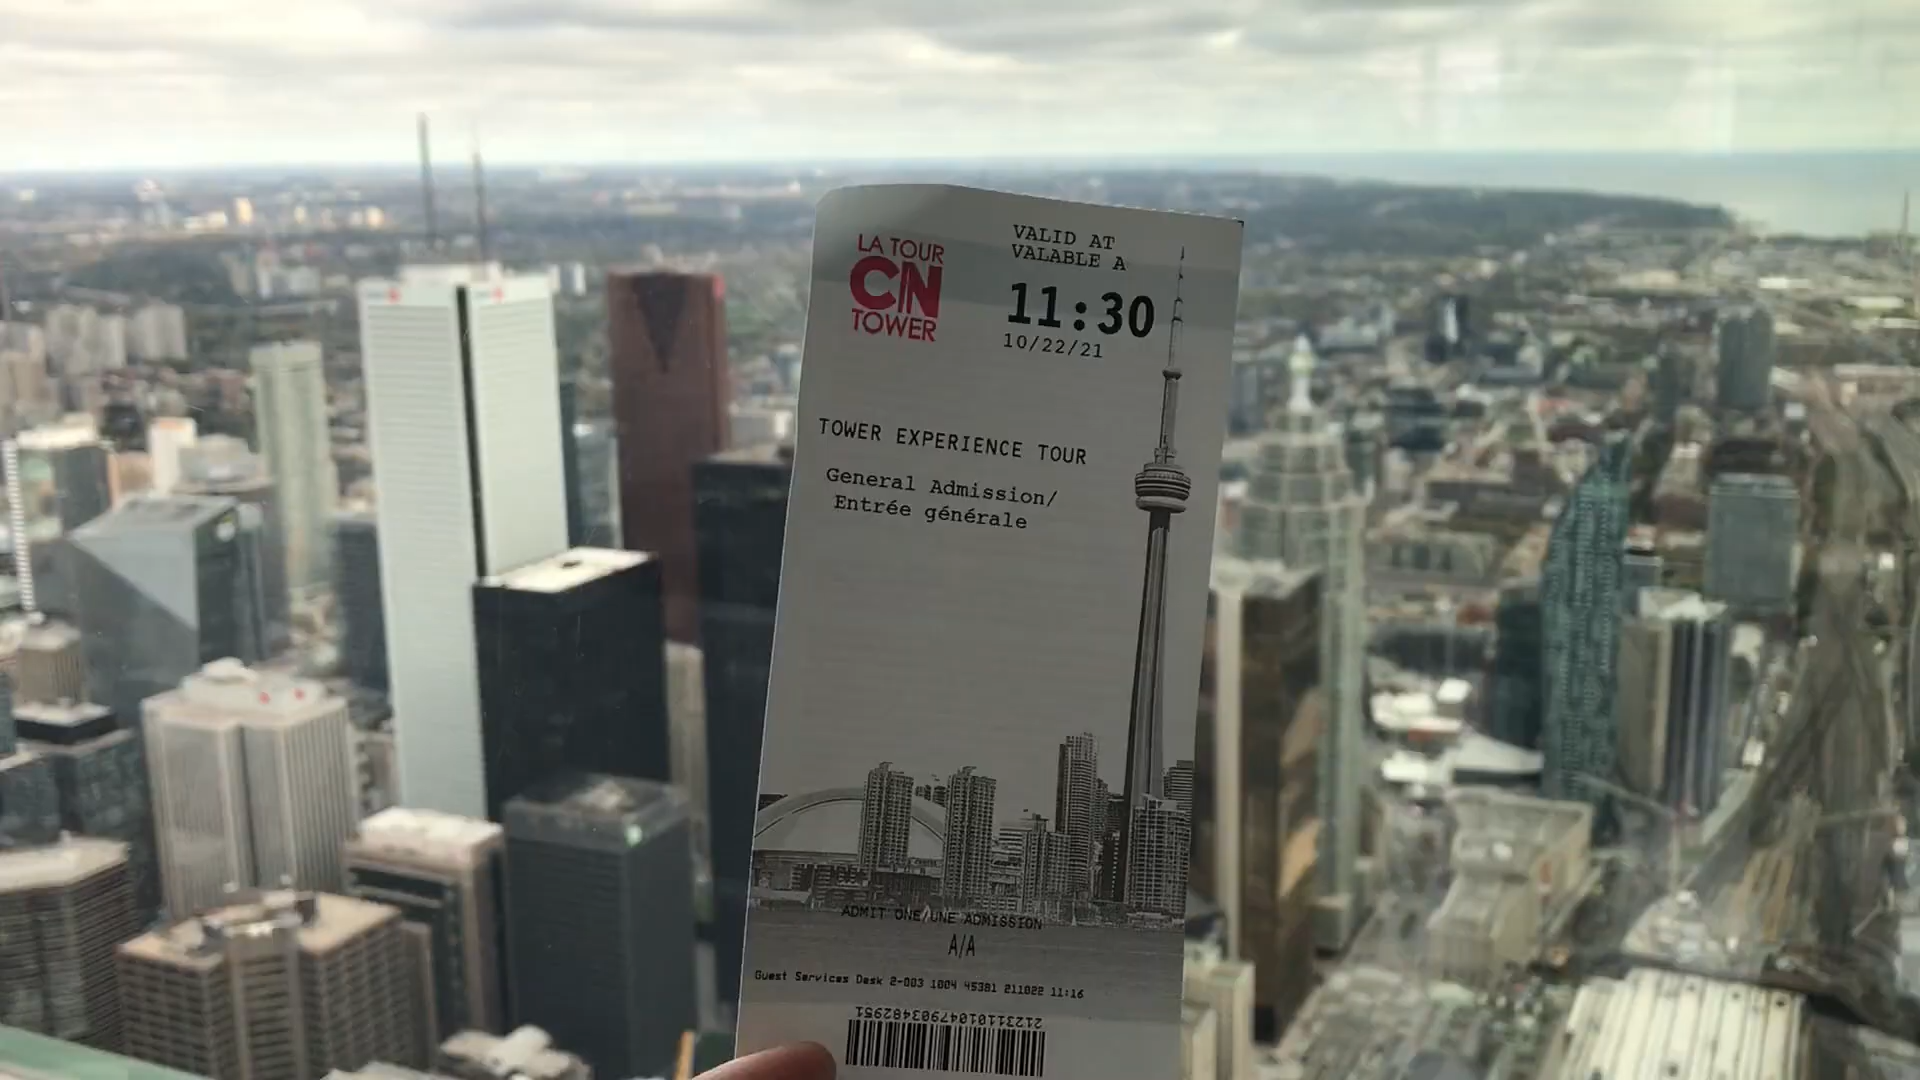 LA TOUR
CN
TOWER
VALID AT
VALABLE A
11:30
10/22/21
TOWER EXPERIENCE TOUR
General Admission/
Entrée générale
ADMIT ONE/UNE ADMISSION
A/A
Guest Services Desk 2-003 1004 45381 211022 11:16
21231101047903482951